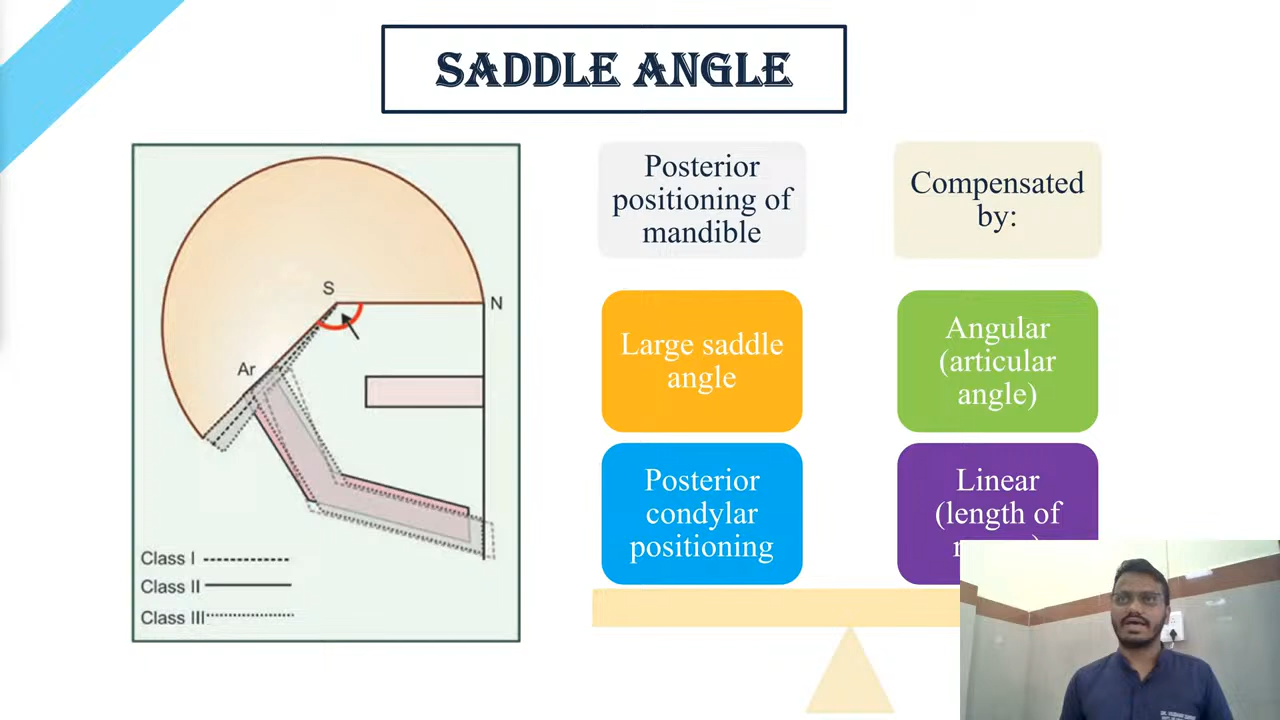 SADDLE ANGLE
S
N
Ar
Class I
Class II
Class III
Posterior
positioning of
mandible
Compensated
by:
Large saddle
angle
Angular
(articular
angle)
Posterior
condylar
positioning
Linear
(length of